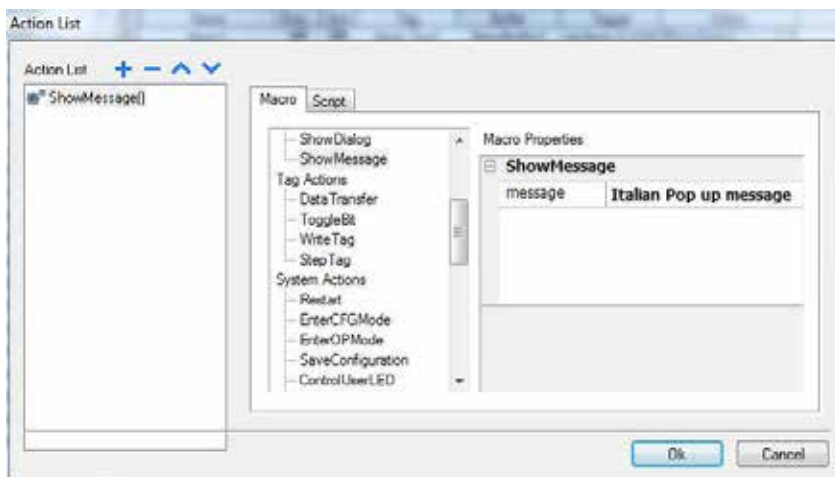 Action List
Action List
ShowMessage()
Macro
Script
ShowDialog
ShowMessage
Tag Actions
DataTransfer
ToggleBit
WriteTag
StepTag
System Actions
Restart
EnterCFGMode
EnterOPMode
SaveConfiguration
ControlUserLED
Macro Properties
ShowMessage
message Italian Pop up message
Ok
Cancel